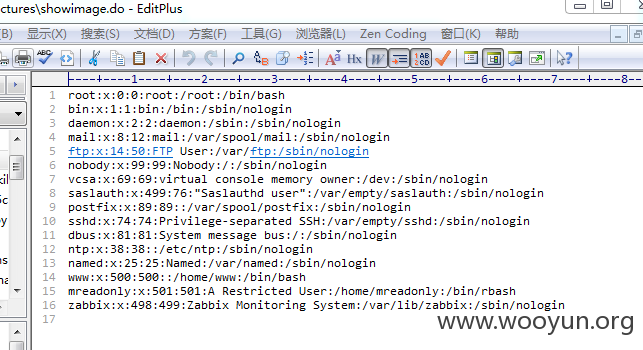 ctures\showimage.do - EditPlus
(B) 显示(X) 搜索(S) 文档(D) 方案(F) 工具(G) 浏览器(L) Zen Coding 窗口(K) 帮助(P)
----+----1----+----2----+----3----+----4----+----5----+----6----+----7----+----8--
1 root:x:0:0:root:/root:/bin/bash
2 bin:x:1:1:bin:/bin:/sbin/nologin
3 daemon:x:2:2:daemon:/sbin:/sbin/nologin
4 mail:x:8:12:mail:/var/spool/mail:/sbin/nologin
5 ftp:x:14:50:FTP User:/var/ftp:/sbin/nologin
6 nobody:x:99:99:Nobody:/:/sbin/nologin
7 vcsa:x:69:69:virtual console memory owner:/dev:/sbin/nologin
8 saslauth:x:499:76:"Saslauthd user":/var/empty/saslauth:/sbin/nologin
9 postfix:x:89:89::/var/spool/postfix:/sbin/nologin
10 sshd:x:74:74:Privilege-separated SSH:/var/empty/sshd:/sbin/nologin
11 dbus:x:81:81:System message bus:/:/sbin/nologin
12 ntp:x:38:38::/etc/ntp:/sbin/nologin
13 named:x:25:25:Named:/var/named:/sbin/nologin
14 www:x:500:500::/home/www:/bin/bash
15 mreadonly:x:501:501:A Restricted User:/home/mreadonly:/bin/rbash
16 zabbix:x:498:499:Zabbix Monitoring System:/var/lib/zabbix:/sbin/nologin
17
www.wooyun.org